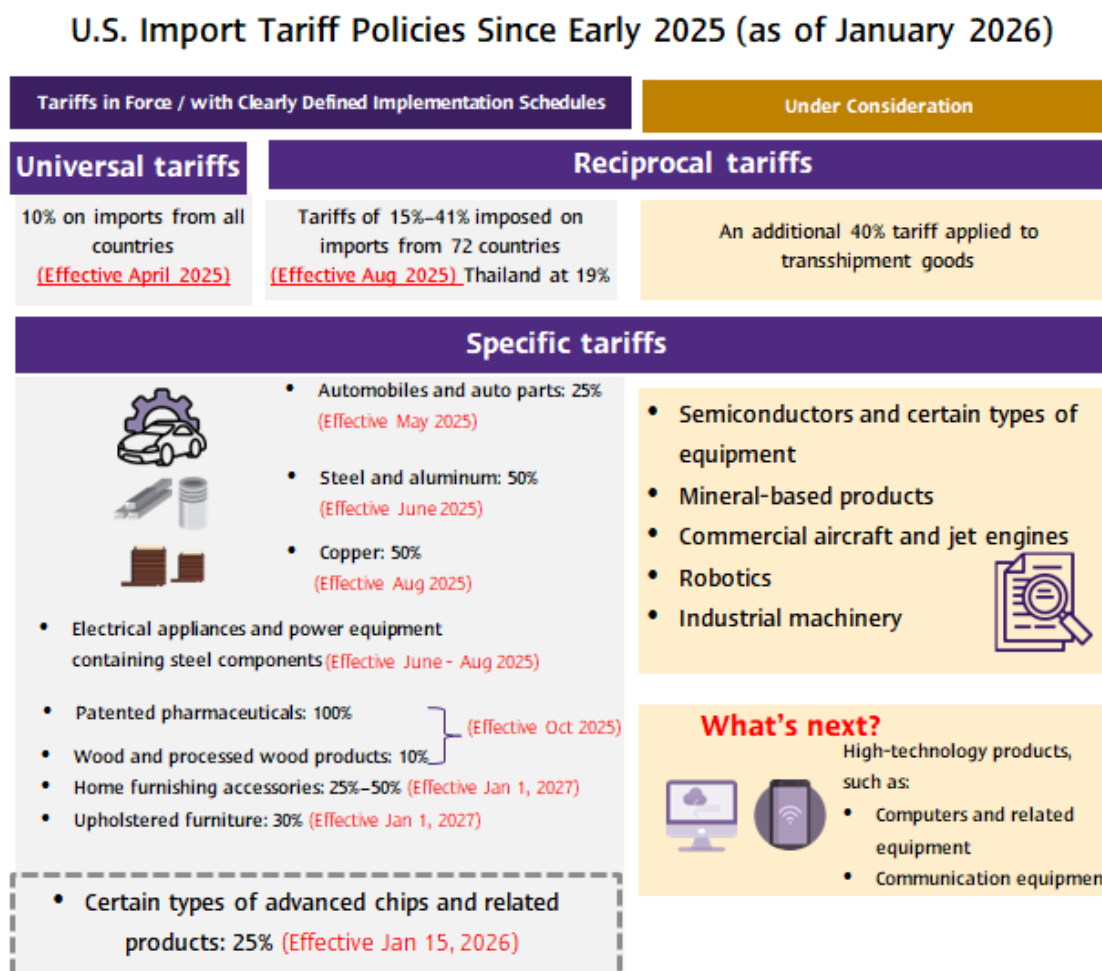 U.S. Import Tariff Policies Since Early 2025 (as of January 2026)
Tariffs in Force / with Clearly Defined Implementation Schedules
Under Consideration
Universal tariffs
Reciprocal tariffs
10% on imports from all
countries
(Effective April 2025)
Tariffs of 15%–41% imposed on
imports from 72 countries
(Effective Aug 2025) Thailand at 19%
An additional 40% tariff applied to
transshipment goods
Specific tariffs
• Automobiles and auto parts: 25%
(Effective May 2025)
• Steel and aluminum: 50%
(Effective June 2025)
• Copper: 50%
(Effective Aug 2025)
• Electrical appliances and power equipment
containing steel components (Effective June - Aug 2025)
• Patented pharmaceuticals: 100%
(Effective Oct 2025)
• Wood and processed wood products: 10%
• Home furnishing accessories: 25%–50% (Effective Jan 1, 2027)
• Upholstered furniture: 30% (Effective Jan 1, 2027)
• Certain types of advanced chips and related
products: 25% (Effective Jan 15, 2026)
• Semiconductors and certain types of
equipment
• Mineral-based products
• Commercial aircraft and jet engines
• Robotics
• Industrial machinery
What's next?
High-technology products,
such as:
• Computers and related
equipment
• Communication equipmen